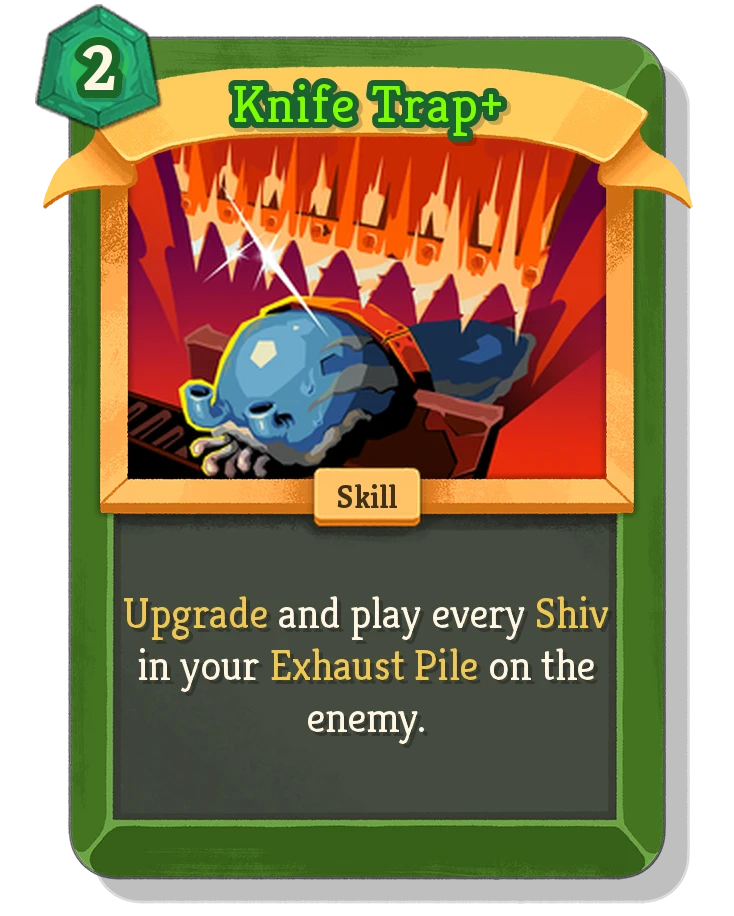 2
Knife Trap+
Skill
Upgrade and play every Shiv
in your Exhaust Pile on the
enemy.